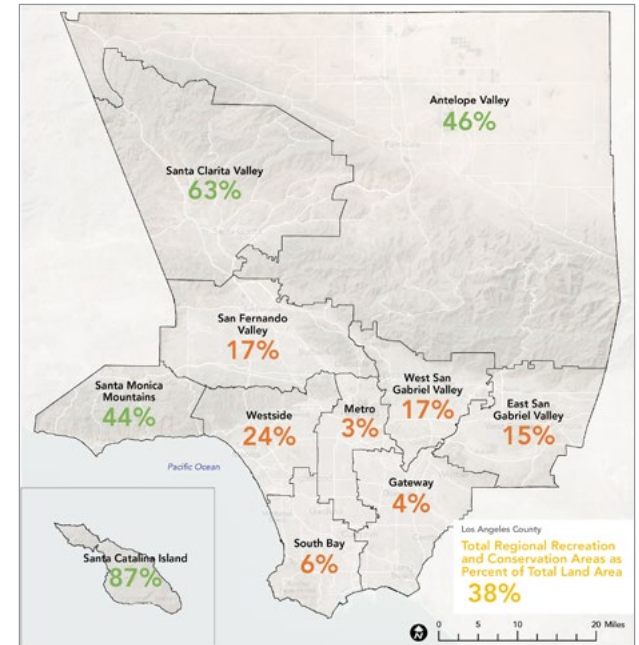 Antelope Valley
46%
Santa Clarita Valley
63%
San Fernando
Valley
17%
Santa Monica
Mountains
44%
Westside
24%
Metro
3%
West San
Gabriel Valley
17%
East San
Gabriel Valley
15%
Pacific Ocean
Gateway
4%
South Bay
6%
Santa Catalina Island
87%
Los Angeles County
Total Regional Recreation
and Conservation Areas as
Percent of Total Land Area
38%
N
0 5 10 20 Miles